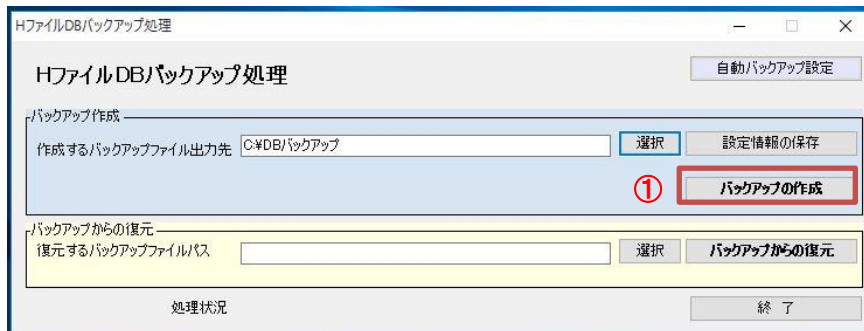 HファイルDBバックアップ処理
HファイルDBバックアップ処理
自動バックアップ設定
バックアップ作成
作成するバックアップファイル出力先 C:¥DBバックアップ 選択 設定情報の保存
① バックアップの作成
バックアップからの復元
復元するバックアップファイルパス 選択 バックアップからの復元
処理状況 終 了